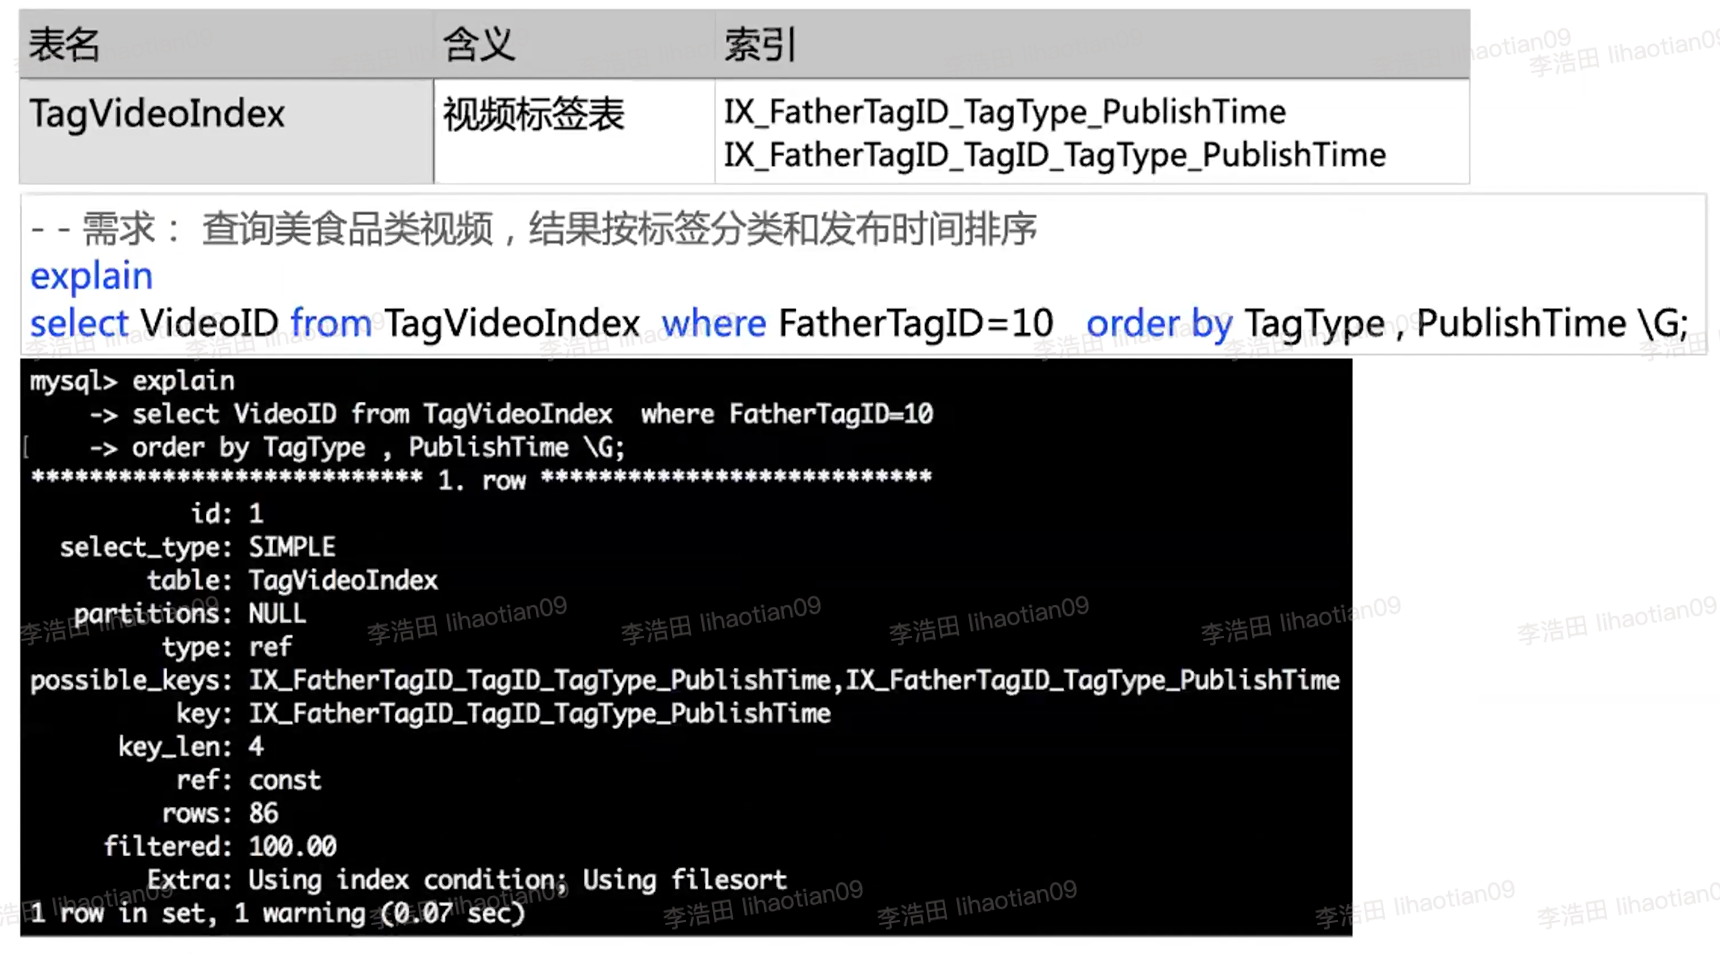 表名 含义 索引
TagVideoIndex 视频标签表 IX_FatherTagID_TagType_PublishTime
IX_FatherTagID_TagID_TagType_PublishTime
- - 需求： 查询美食品类视频，结果按标签分类和发布时间排序
explain
select VideoID from TagVideoIndex where FatherTagID=10 order by TagType , PublishTime \G;
mysql> explain
-> select VideoID from TagVideoIndex where FatherTagID=10
[ -> order by TagType , PublishTime \G;
*************************** 1. row ***************************
id: 1
select_type: SIMPLE
table: TagVideoIndex
partitions: NULL
type: ref
possible_keys: IX_FatherTagID_TagID_TagType_PublishTime,IX_FatherTagID_TagType_PublishTime
key: IX_FatherTagID_TagID_TagType_PublishTime
key_len: 4
ref: const
rows: 86
filtered: 100.00
Extra: Using index condition; Using filesort
1 row in set, 1 warning (0.07 sec)
李浩田 lihaotian09